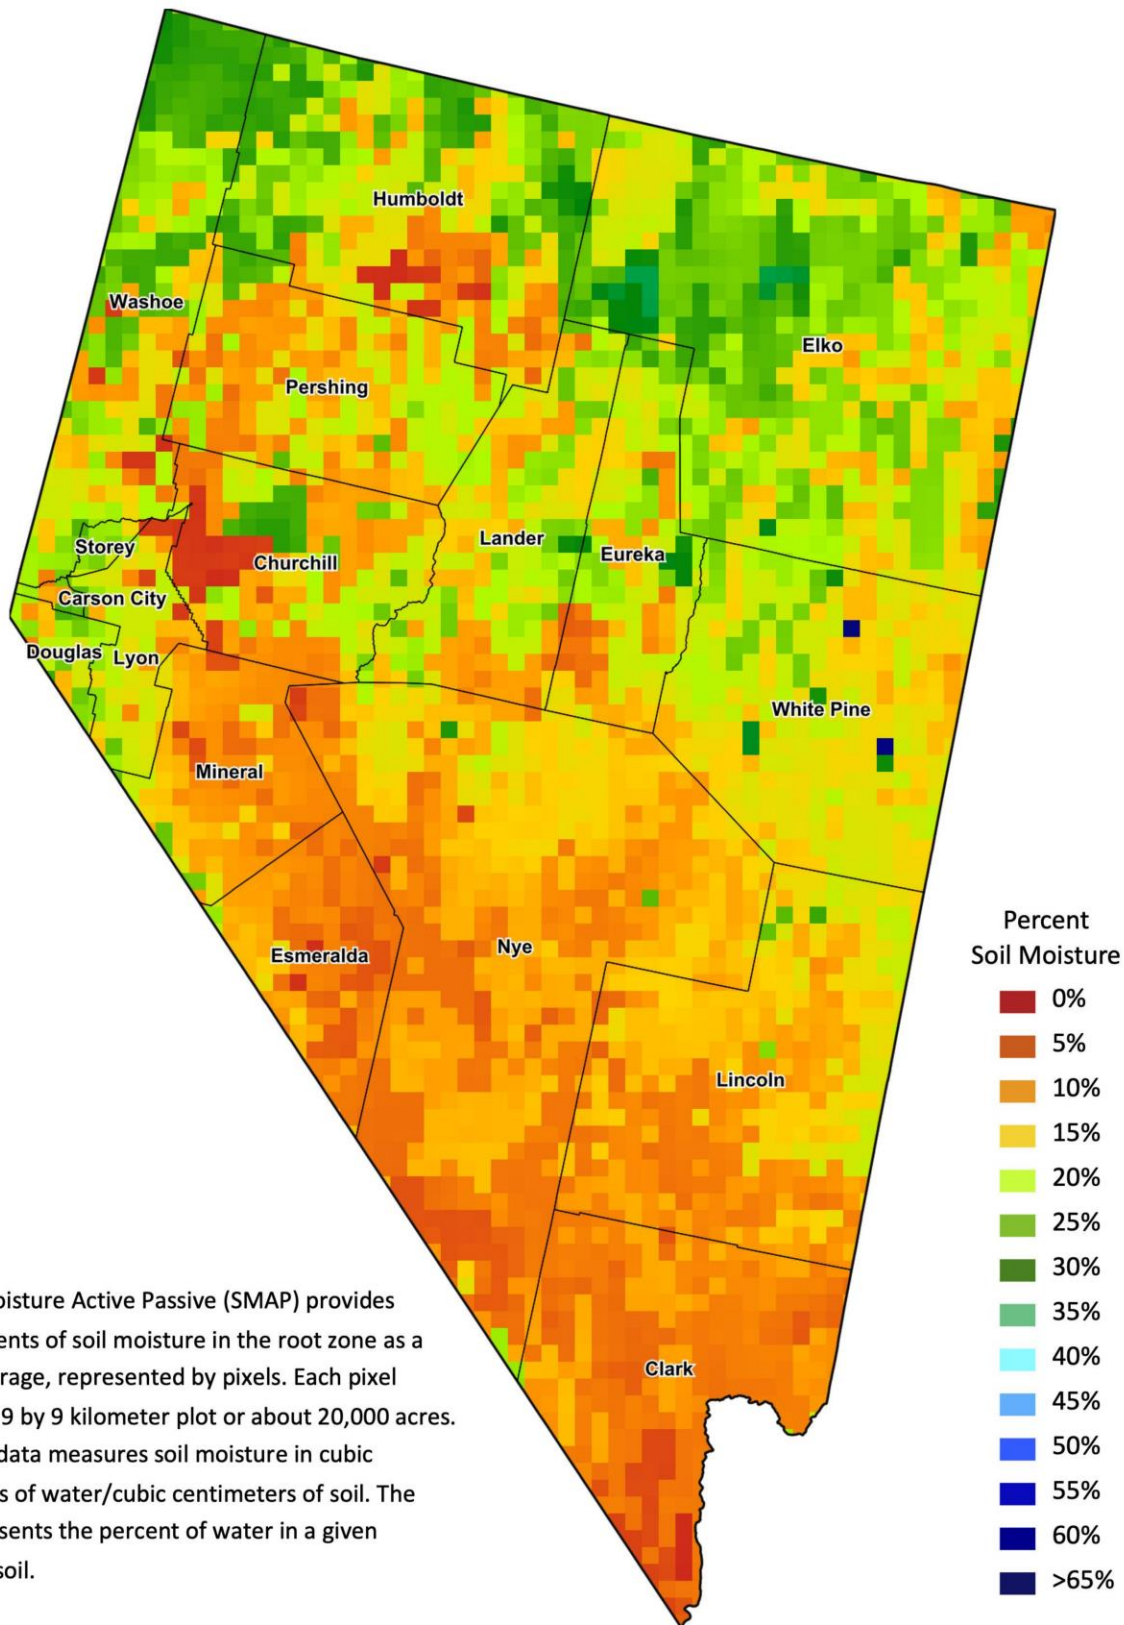 Humboldt
Washoe
Elko
Pershing
Storey
Lander
Eureka
Churchill
Carson City
Douglas
Lyon
White Pine
Mineral
Esmeralda
Nye
Lincoln
Clark
Percent
Soil Moisture
0%
5%
10%
15%
20%
25%
30%
35%
40%
45%
50%
55%
60%
>65%
Active Passive (SMAP) provides
of soil moisture in the root zone as a
represented by pixels. Each pixel
9 by 9 kilometer plot or about 20,000 acres.
data measures soil moisture in cubic
of water/cubic centimeters of soil. The
the percent of water in a given
soil.